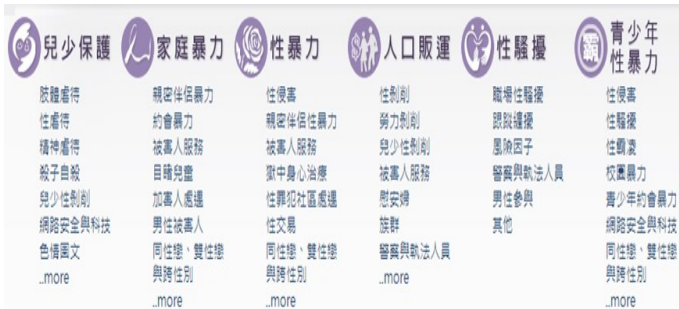 兒少保護
肢體虐待
性虐待
精神虐待
殺子自殺
兒少性剝削
網路安全與科技
色情圖文
..more
家庭暴力
親密伴侶暴力
約會暴力
被害人服務
目睹兒童
加害人處遇
男性被害人
同性戀、雙性戀
與跨性別
..more
性暴力
性侵害
親密伴侶性暴力
被害人服務
獄中身心治療
性罪犯社區處遇
性交易
同性戀、雙性戀
與跨性別
..more
人口販運
性剝削
勞力剝削
兒少性剝削
被害人服務
慰安婦
族群
警察與執法人員
..more
性騷擾
職場性騷擾
跟蹤纏擾
風險因子
警察與執法人員
男性參與
其他
霸
青少年
性暴力
性侵害
性騷擾
性霸凌
校園暴力
青少年約會暴力
網路安全與科技
同性戀、雙性戀
與跨性別
..more